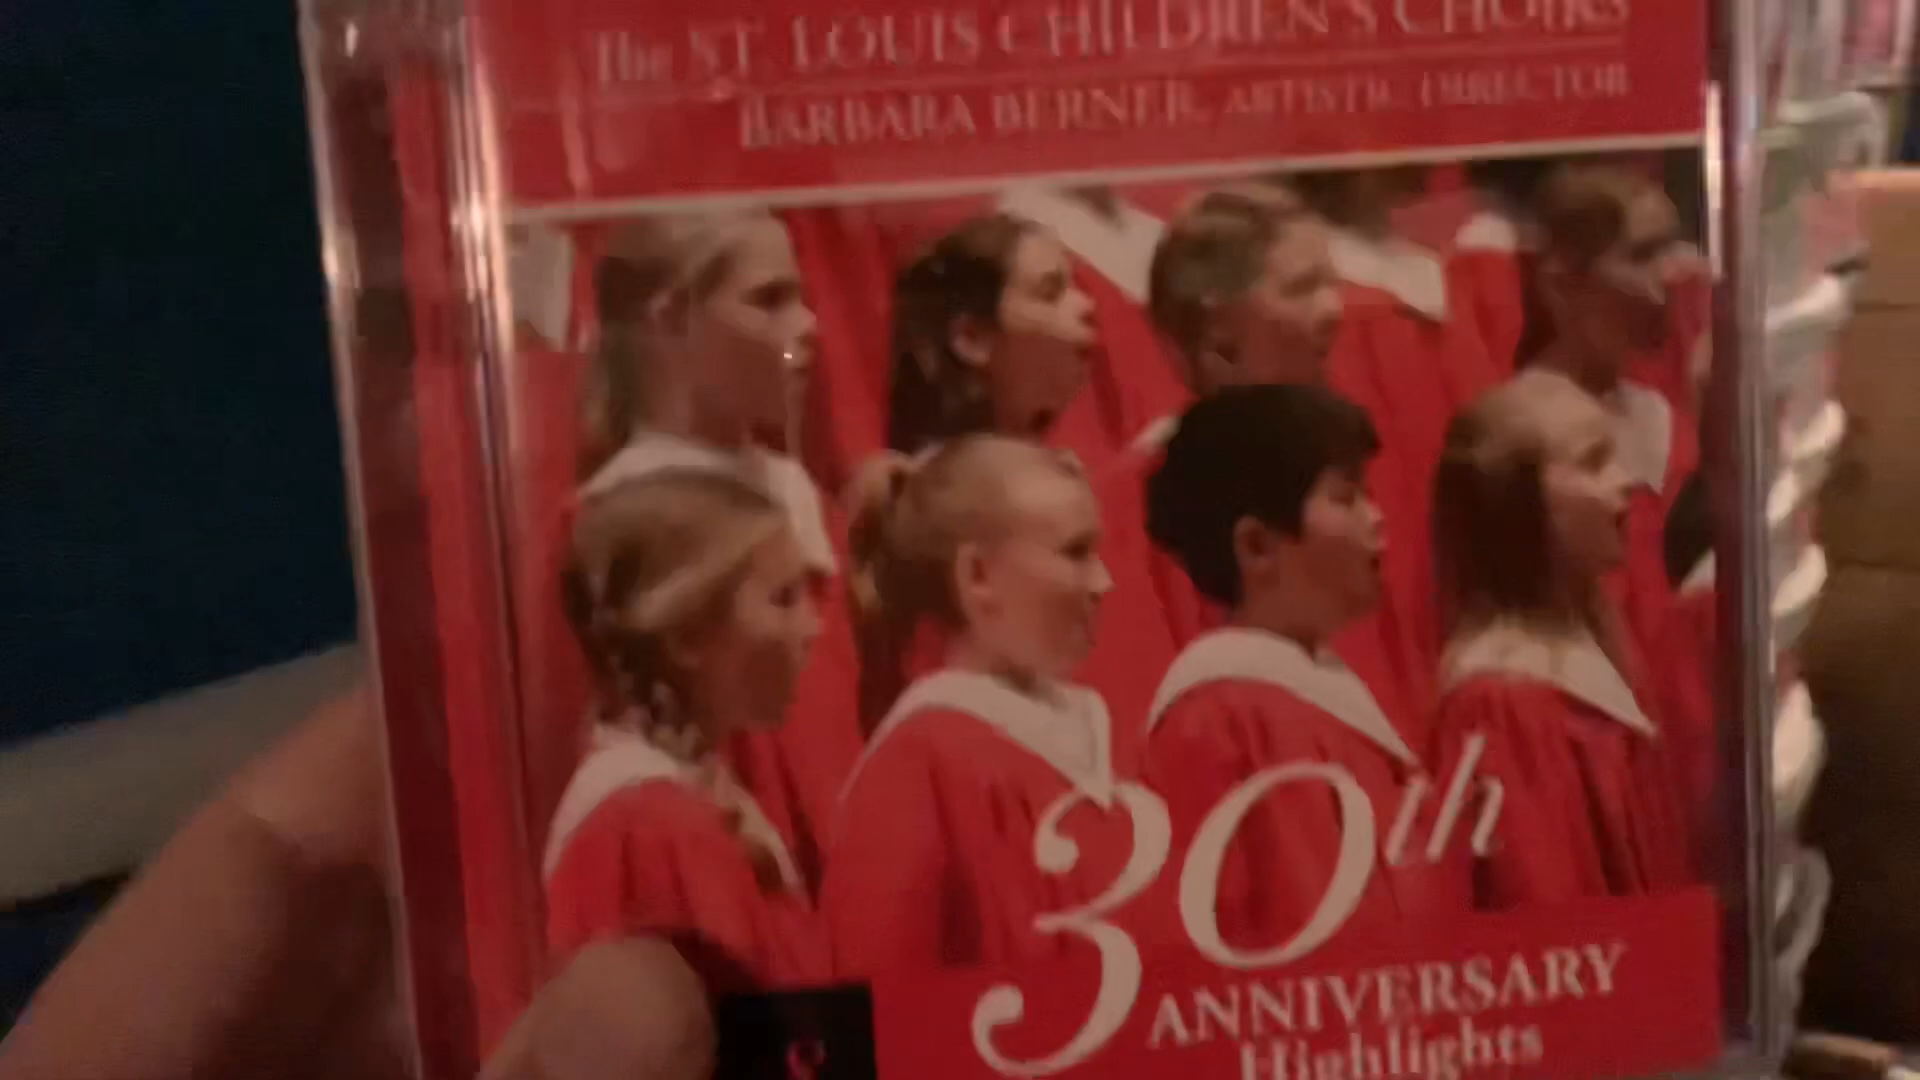 The ST. LOUIS CHILDREN'S CHOIRS
BARBARA BERNER, ARTISTIC DIRECTOR
30th
ANNIVERSARY
Highlights